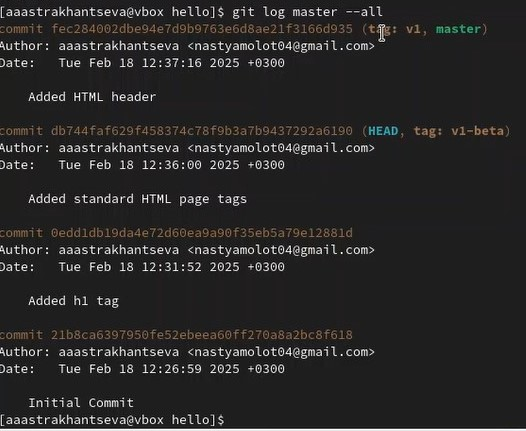 [aaastrakhantseva@vbox hello]$ git log master --all
commit fec284002dbe94e7d9b9763e6d8ae21f3166d935 (tag: v1, master)
Author: aaastrakhantseva <nastyamolot04@gmail.com>
Date:   Tue Feb 18 12:37:16 2025 +0300
Added HTML header
commit db744faf629f458374c78f9b3a7b9437292a6190 (HEAD, tag: v1-beta)
Author: aaastrakhantseva <nastyamolot04@gmail.com>
Date:   Tue Feb 18 12:36:00 2025 +0300
Added standard HTML page tags
commit 0edd1db19da4e72d60ea9a90f35eb5a79e12881d
Author: aaastrakhantseva <nastyamolot04@gmail.com>
Date:   Tue Feb 18 12:31:52 2025 +0300
Added h1 tag
commit 21b8ca6397950fe52ebeea60ff270a8a2bc8f618
Author: aaastrakhantseva <nastyamolot04@gmail.com>
Date:   Tue Feb 18 12:26:59 2025 +0300
Initial Commit
[aaastrakhantseva@vbox hello]$